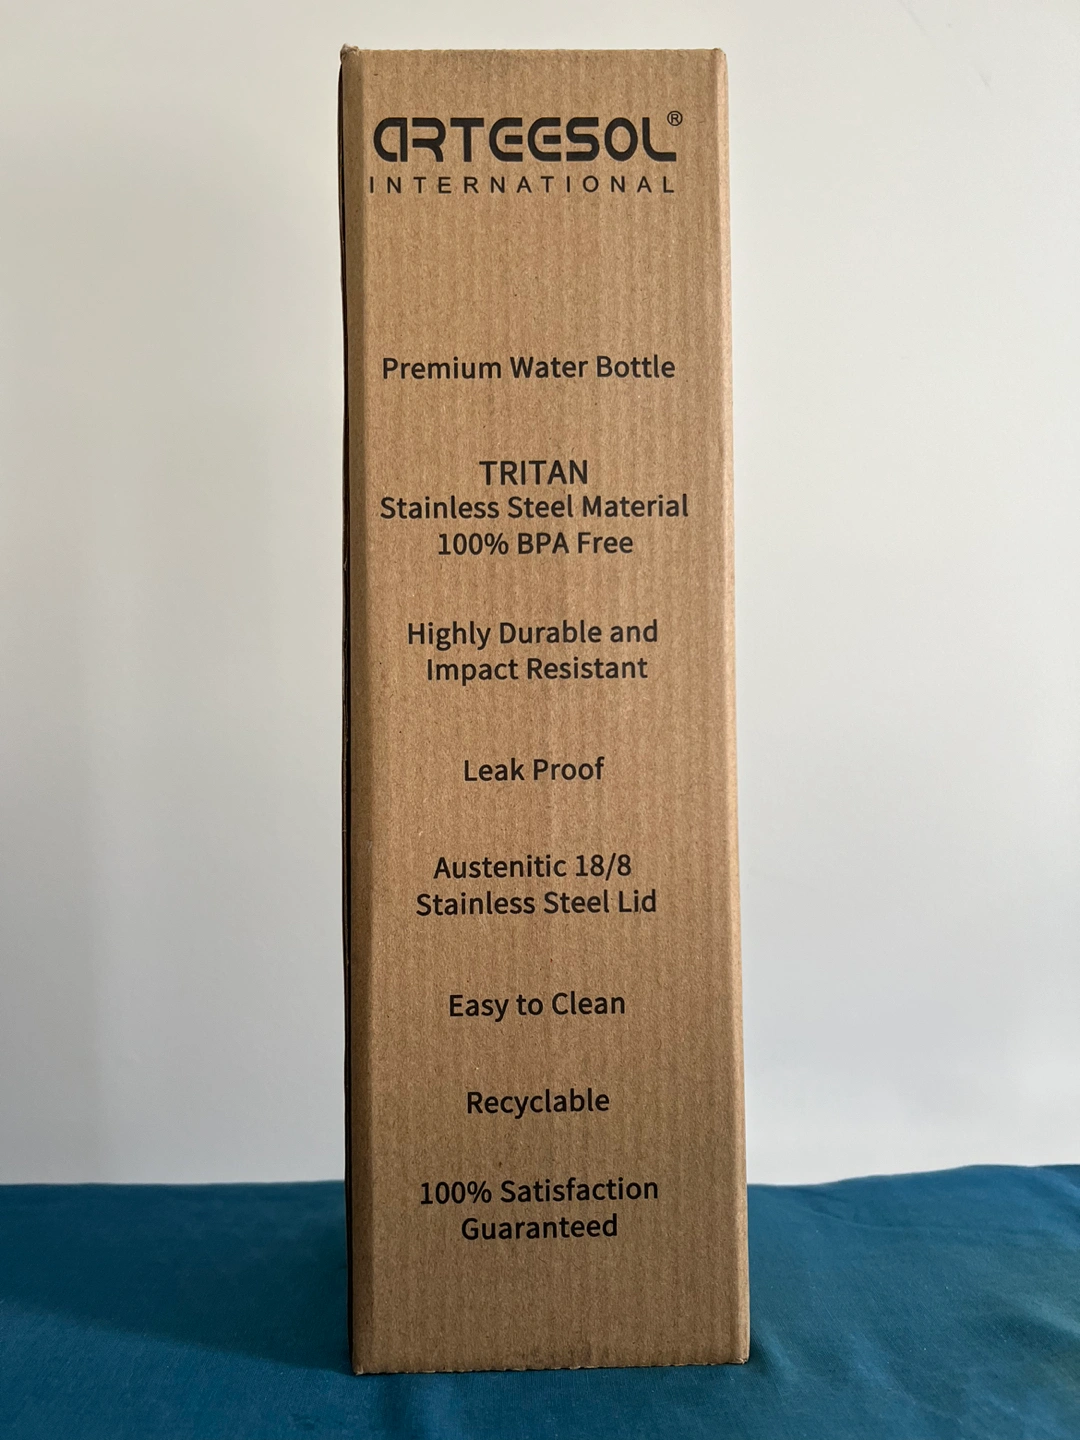 ARTEESOL®
INTERNATIONAL
Premium Water Bottle
TRITAN
Stainless Steel Material
100% BPA Free
Highly Durable and
Impact Resistant
Leak Proof
Austenitic 18/8
Stainless Steel Lid
Easy to Clean
Recyclable
100% Satisfaction
Guaranteed